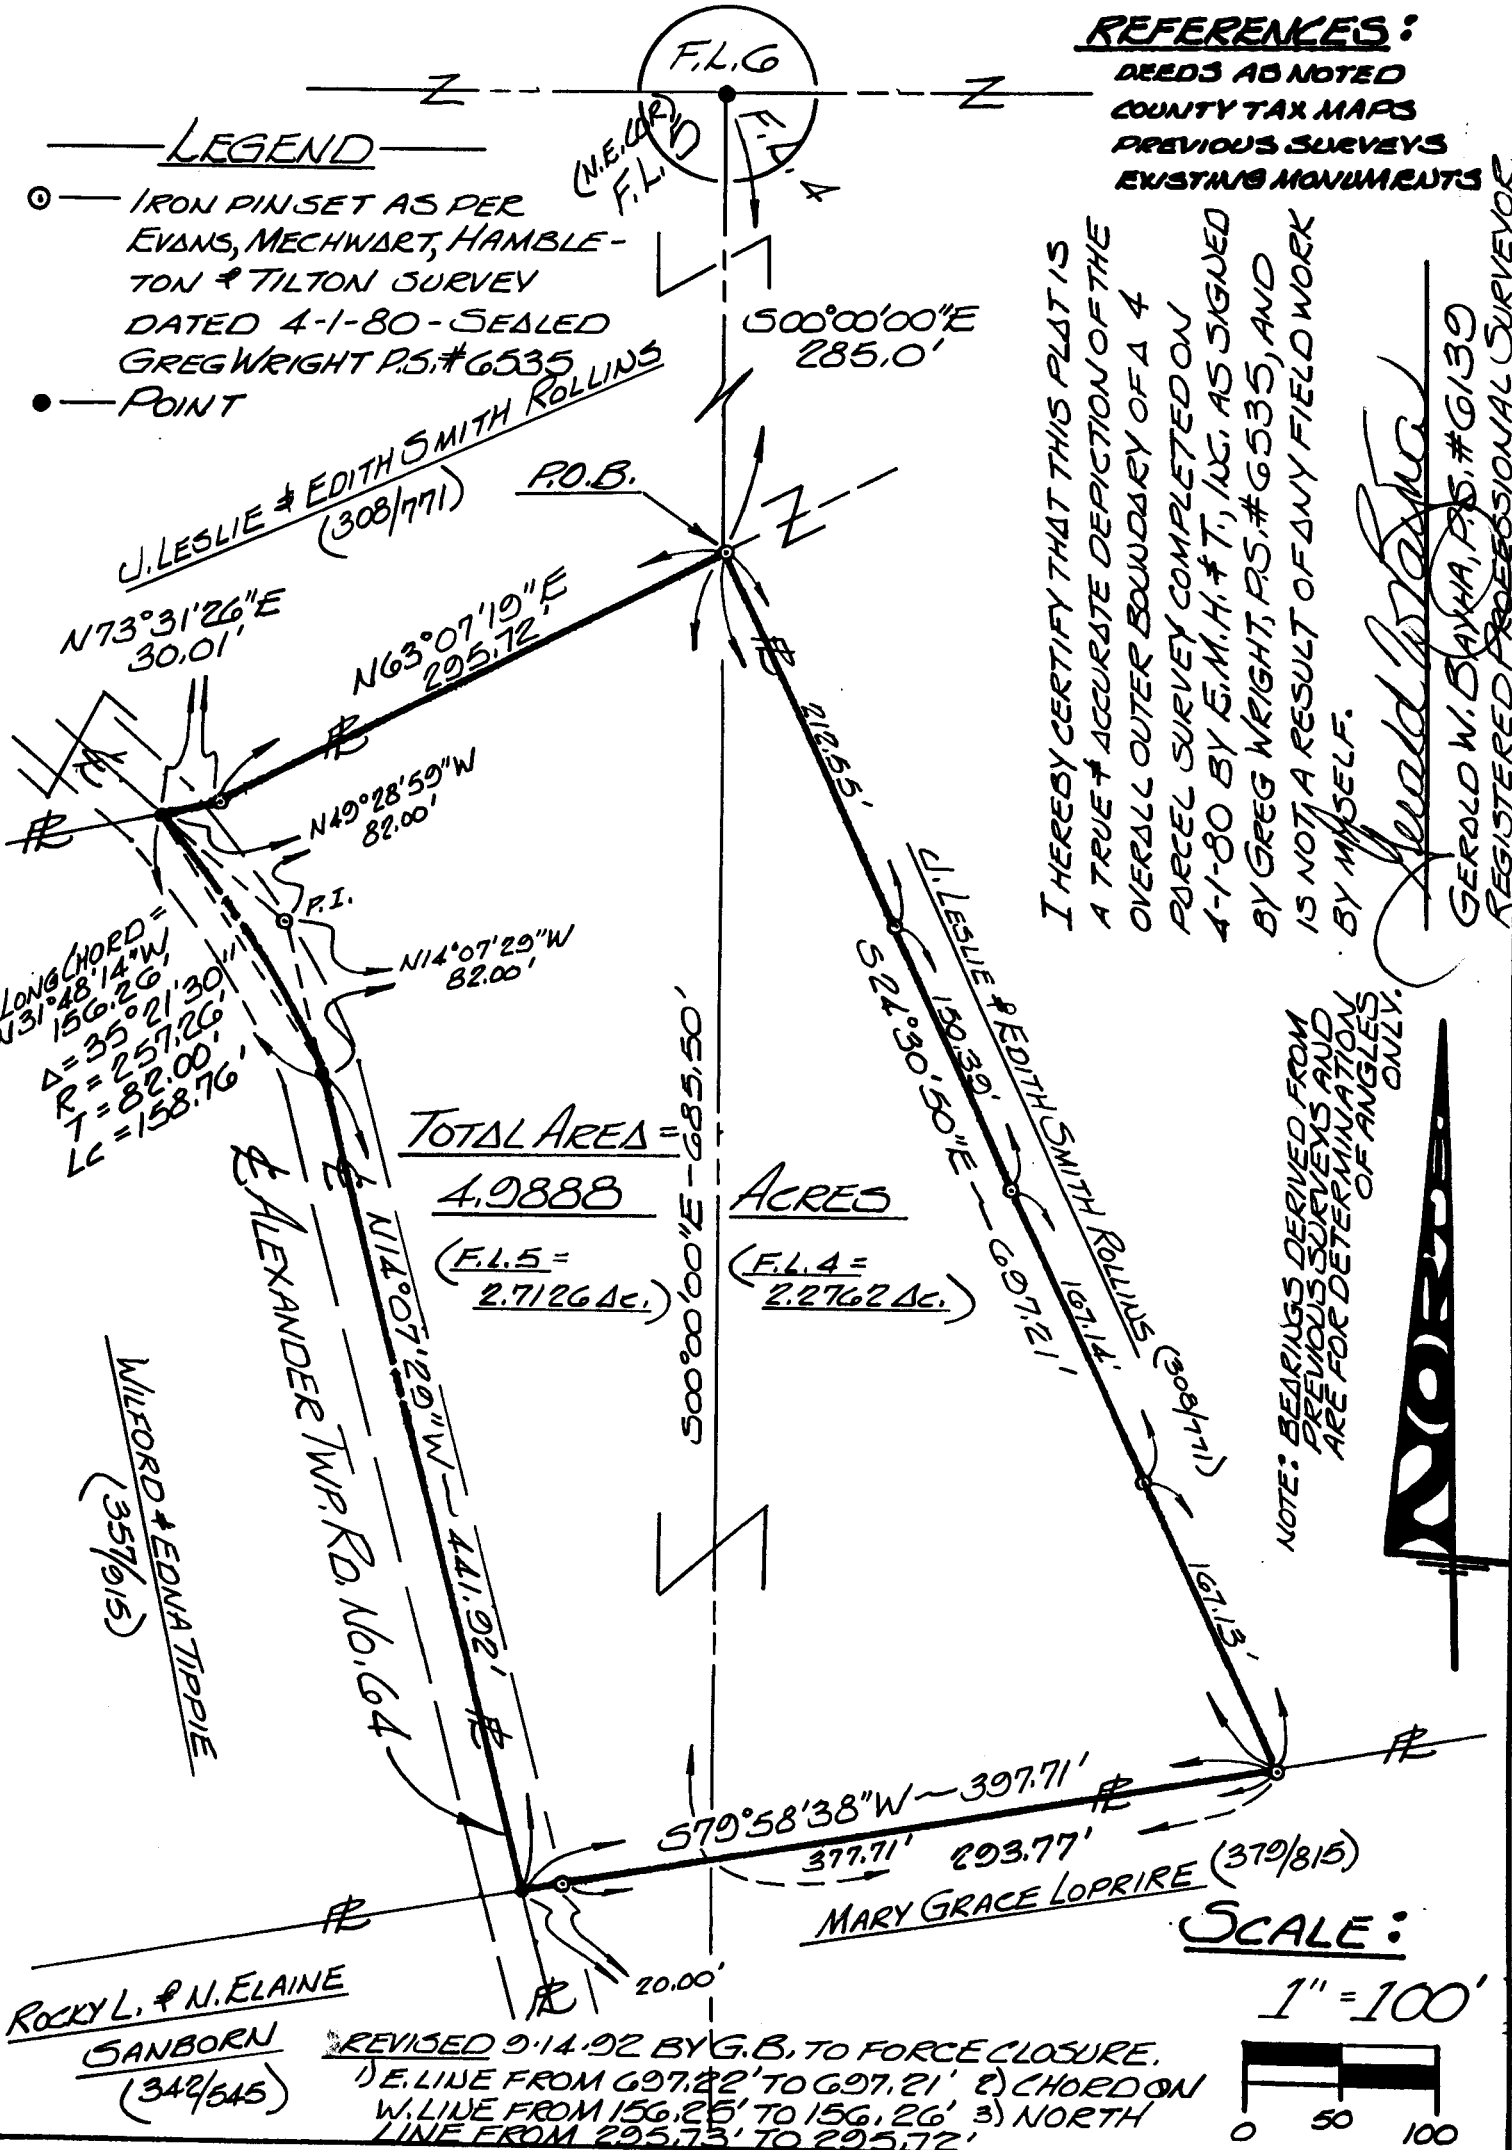 F.L.6
(N.E. COR)
F.L. 5
F.L. 4
REFERENCES:
DEEDS AS NOTED
COUNTY TAX MAPS
PREVIOUS SURVEYS
EXISTING MONUMENTS
LEGEND
IRON PIN SET AS PER
EVANS, MECHWART, HAMBLE-
TON & TILTON SURVEY
DATED 4-1-80 - SEALED
GREG WRIGHT P.S.#6535
POINT
S00°00'00"E
285.0'
J. LESLIE & EDITH SMITH ROLLINS
(308/771)
P.O.B.
N73°31'26"E
30.01'
N63°07'19"E
295.72'
PL
PL
PL
N49°28'59"W
82.00'
P.I.
N14°07'29"W
82.00'
LONG CHORD =
N31°48'14"W
156.26'
Δ = 35°21'30"
R = 257.26'
T = 82.00'
LC = 158.76'
212.55'
150.39'
S24°30'50"E ~ 697.21'
167.14'
167.13'
J. LESLIE & EDITH SMITH ROLLINS (308/771)
I HEREBY CERTIFY THAT THIS PLAT IS
A TRUE & ACCURATE DEPICTION OF THE
OVERALL OUTER BOUNDARY OF A 4
PARCEL SURVEY COMPLETED ON
4-1-80 BY E.M.H.&T., INC. AS SIGNED
BY GREG WRIGHT, P.S.#6535, AND
IS NOT A RESULT OF ANY FIELD WORK
BY MYSELF.
Gerald W. Bayha
GERALD W. BAYHA, P.S.#6139
REGISTERED PROFESSIONAL SURVEYOR
NOTE: BEARINGS DERIVED FROM
PREVIOUS SURVEYS AND
ARE FOR DETERMINATION
OF ANGLES
ONLY.
NORTH
TOTAL AREA =
4.9888 ACRES
(F.L.5 =
2.7126 Ac.)
(F.L.4 =
2.2762 Ac.)
S00°00'00"E - 685.50'
PL
N14°07'29"W ~ 441.92'
PL
℄ ALEXANDER TWP. RD. No. 64
WILFORD & EDNA TIPPIE
(357/915)
S79°58'38"W ~ 397.71'
PL
PL
377.71'
293.77'
MARY GRACE LOPRIRE (379/815)
PL
PL
20.00'
ROCKY L. & N. ELAINE
SANBORN
(342/545)
SCALE:
1" = 100'
0 50 100
REVISED 9.14.92 BY G.B. TO FORCE CLOSURE.
1) E. LINE FROM 697.22' TO 697.21' 2) CHORD ON
W. LINE FROM 156.25' TO 156.26' 3) NORTH
LINE FROM 295.73' TO 295.72'